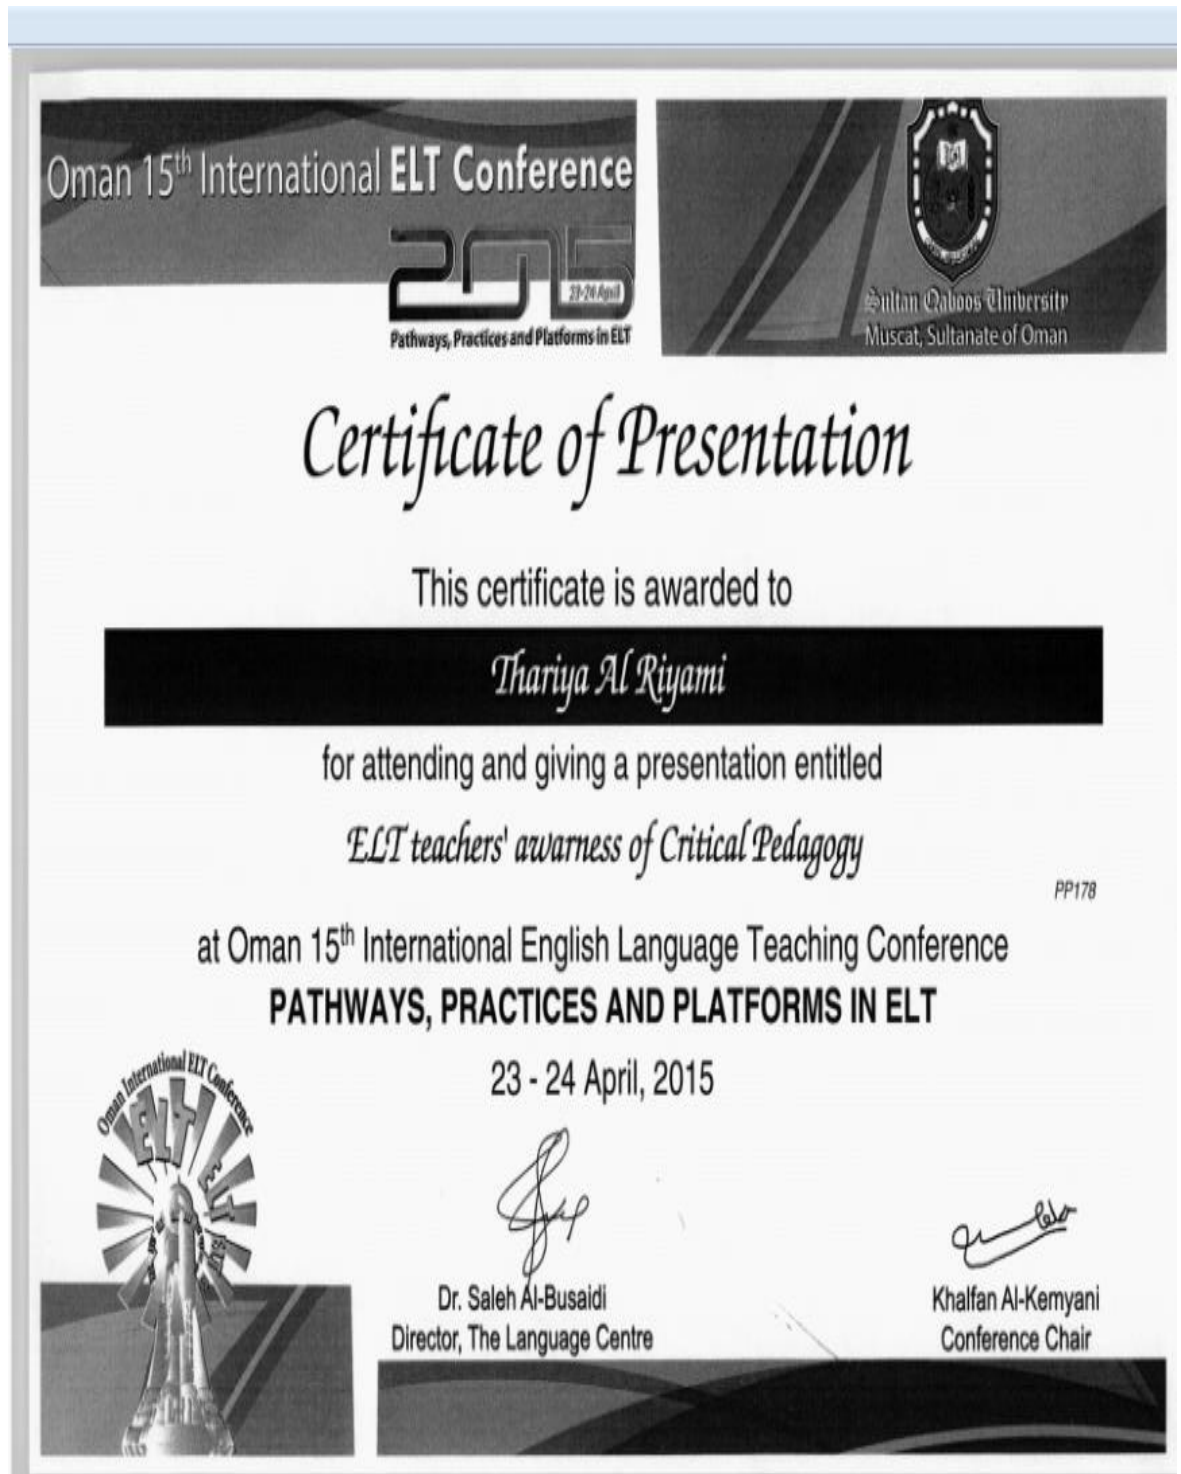 Oman 15th International ELT Conference
2015
23-24 April
Pathways, Practices and Platforms in ELT
Sultan Qaboos University
Muscat, Sultanate of Oman
Certificate of Presentation
This certificate is awarded to
Thariya Al Riyami
for attending and giving a presentation entitled
ELT teachers' awarness of Critical Pedagogy
PP178
at Oman 15th International English Language Teaching Conference
PATHWAYS, PRACTICES AND PLATFORMS IN ELT
23 - 24 April, 2015
Oman International ELT Conference
ELT
ELT
Dr. Saleh Al-Busaidi
Director, The Language Centre
Khalfan Al-Kemyani
Conference Chair